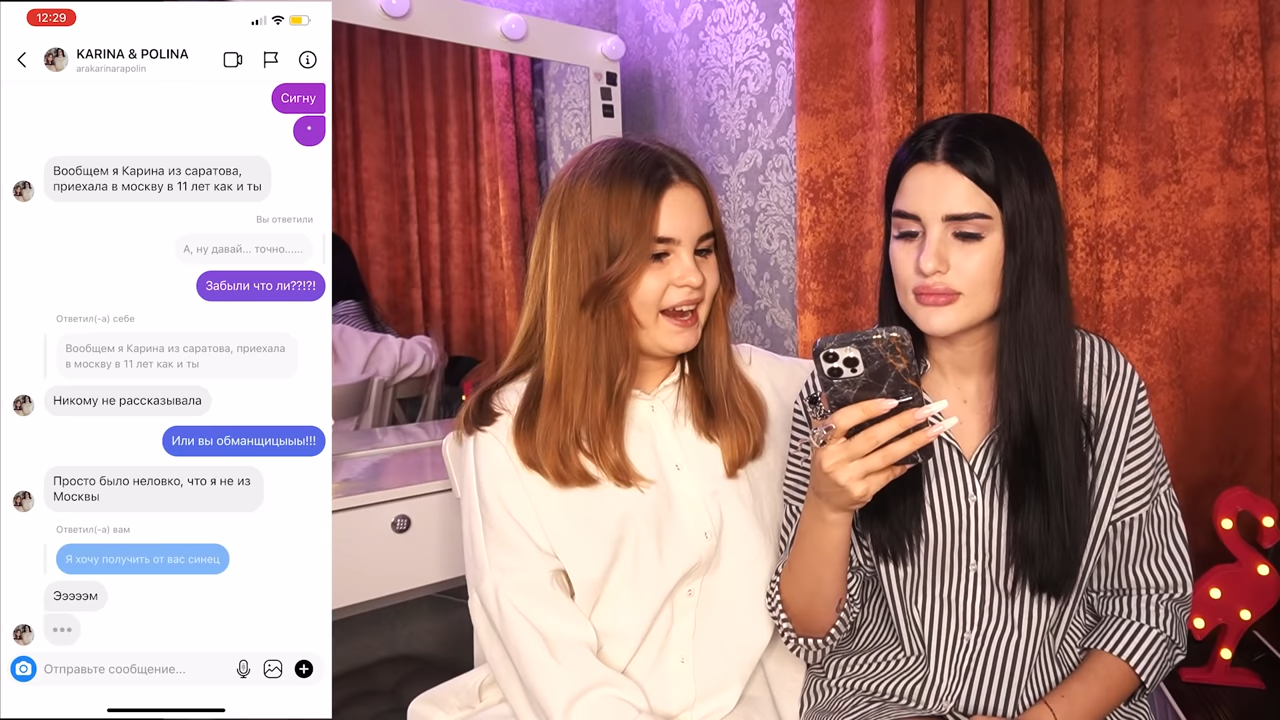 12:29
KARINA & POLINA
arakarinarapolin
Сигну
*
Вообщем я Карина из саратова,
приехала в москву в 11 лет как и ты
Вы ответили
А, ну давай... точно......
Забыли что ли??!?!
Ответил(-а) себе
Вообщем я Карина из саратова, приехала
в москву в 11 лет как и ты
Никому не рассказывала
Или вы обманщицыыы!!!
Просто было неловко, что я не из
Москвы
Ответил(-а) вам
Я хочу получить от вас синец
Эээээм
Отправьте сообщение...